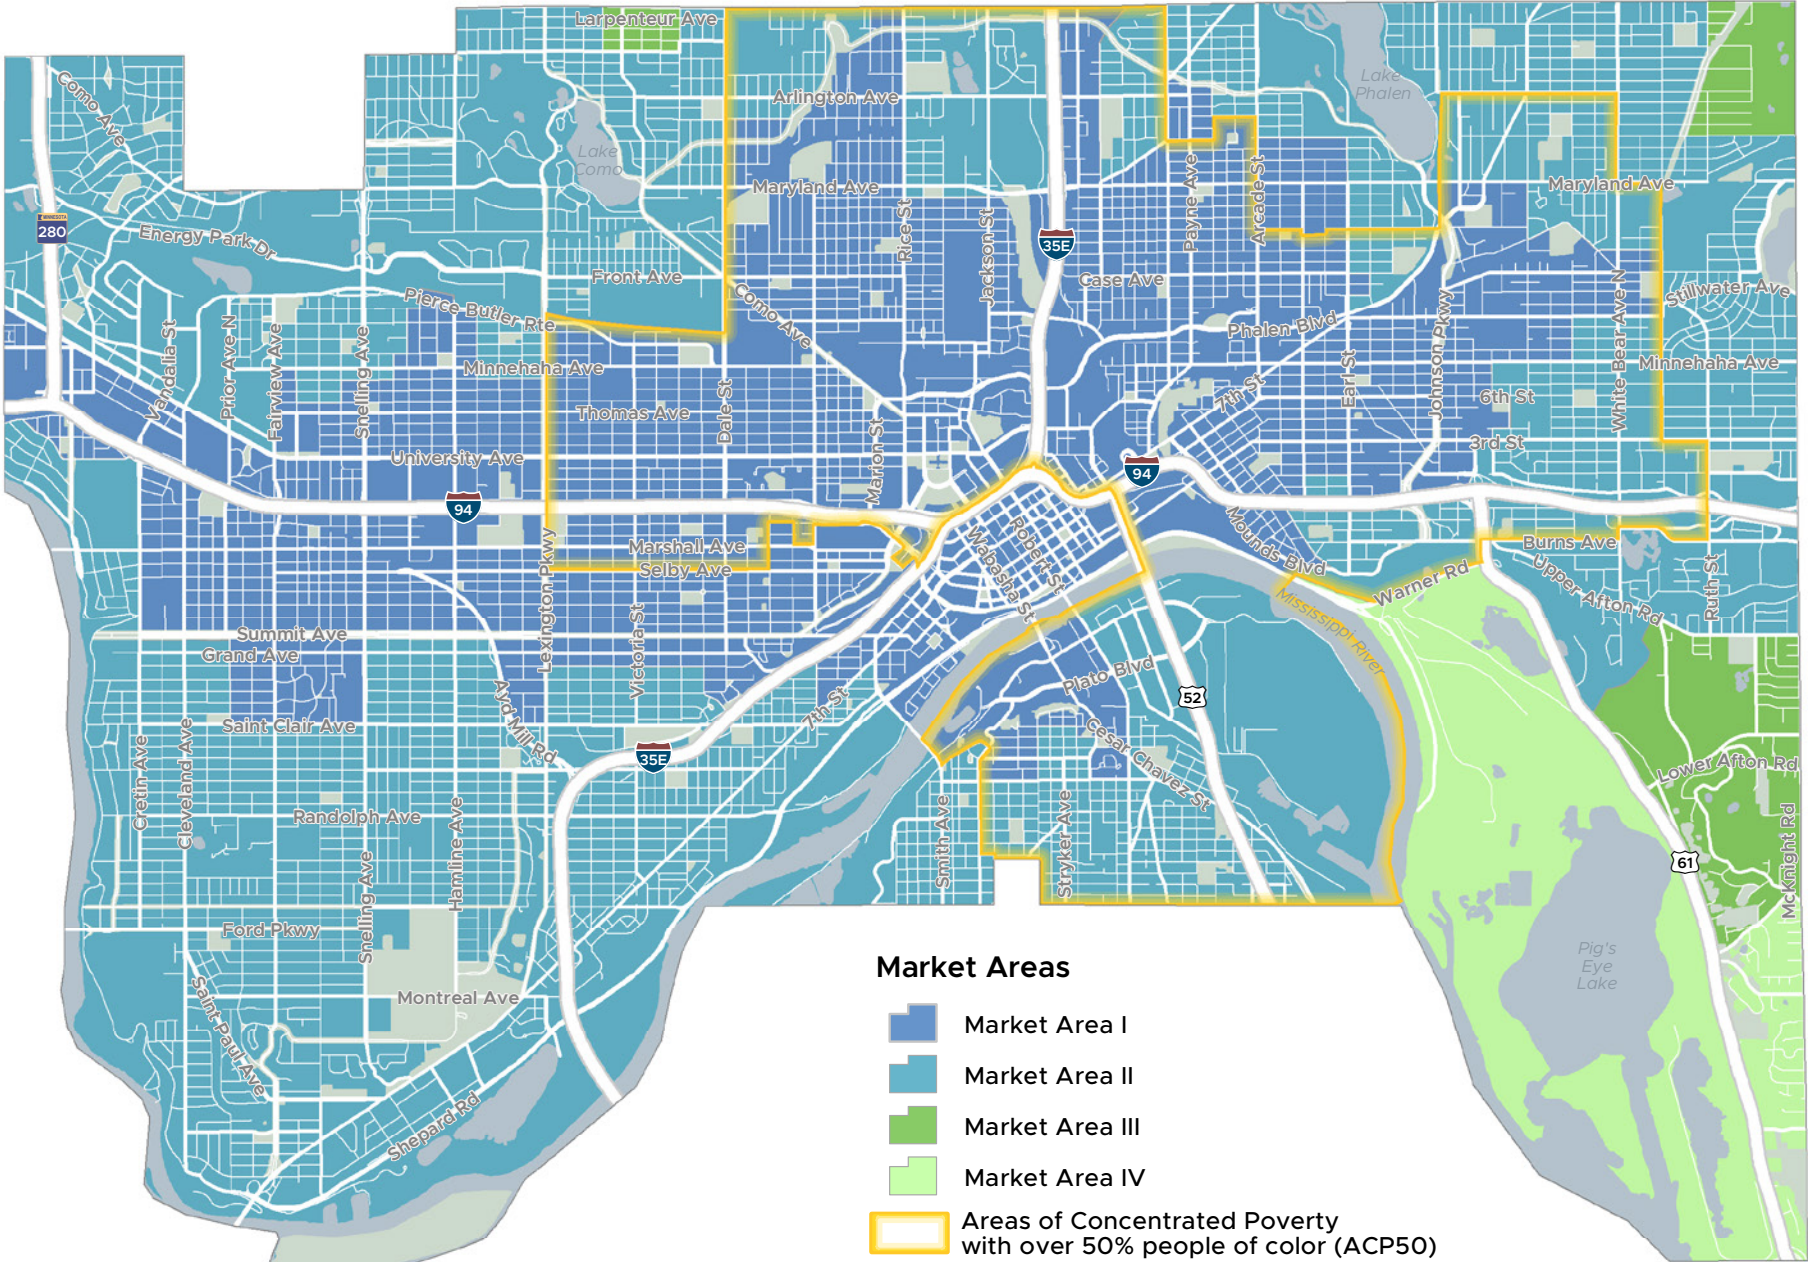 Larpenteur Ave
Como Ave
Arlington Ave
Lake
Phalen
Lake
Como
Maryland Ave
Maryland Ave
MINNESOTA
280
Energy Park Dr
Rice St
Jackson St
35E
Payne Ave
Arcade St
Front Ave
Case Ave
Pierce Butler Rte
Como Ave
Stillwater Ave
Phalen Blvd
Vandalia St
Prior Ave N
Fairview Ave
Snelling Ave
Minnehaha Ave
Minnehaha Ave
Johnson Pkwy
White Bear Ave N
Earl St
7th St
6th St
Thomas Ave
Dale St
Marion St
3rd St
University Ave
94
94
Marshall Ave
Selby Ave
Lexington Pkwy
Wabasha St
Robert St
Mounds Blvd
Burns Ave
Warner Rd
Upper Afton Rd
Ruth St
Mississippi River
Summit Ave
Grand Ave
Victoria St
Plato Blvd
52
Ayd Mill Rd
7th St
Saint Clair Ave
Cesar Chavez St
35E
Lower Afton Rd
Cretin Ave
Cleveland Ave
Randolph Ave
Hamline Ave
Snelling Ave
Smith Ave
Stryker Ave
McKnight Rd
61
Ford Pkwy
Pig's
Eye
Lake
Montreal Ave
Saint Paul Ave
Shepard Rd
Market Areas
Market Area I
Market Area II
Market Area III
Market Area IV
Areas of Concentrated Poverty
with over 50% people of color (ACP50)